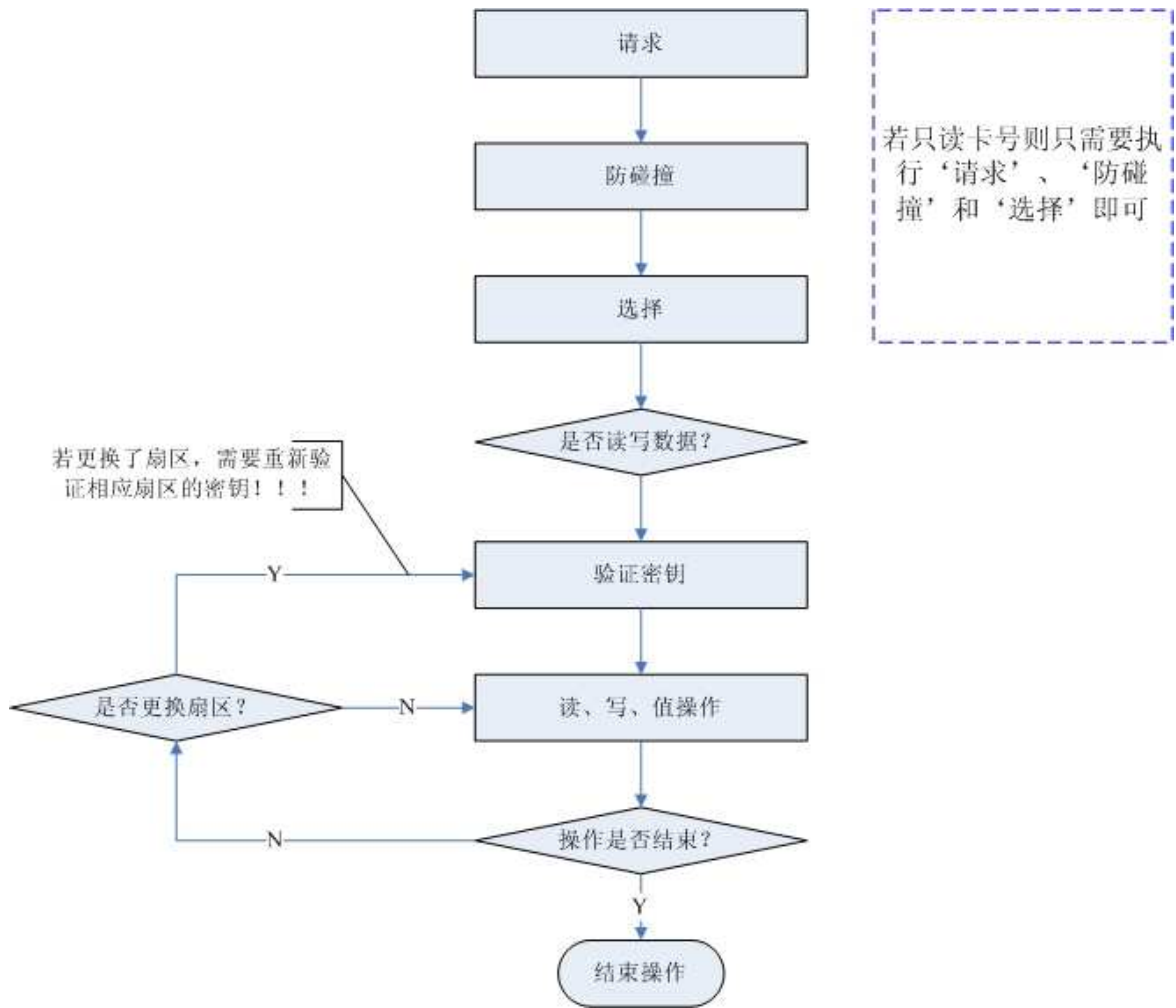 请求
若只读卡号则只需要执
行‘请求’、‘防碰
撞’和‘选择’即可
防碰撞
选择
是否读写数据？
若更换了扇区，需要重新验
证相应扇区的密钥！！！
Y
验证密钥
是否更换扇区？
N
读、写、值操作
N
操作是否结束？
Y
结束操作